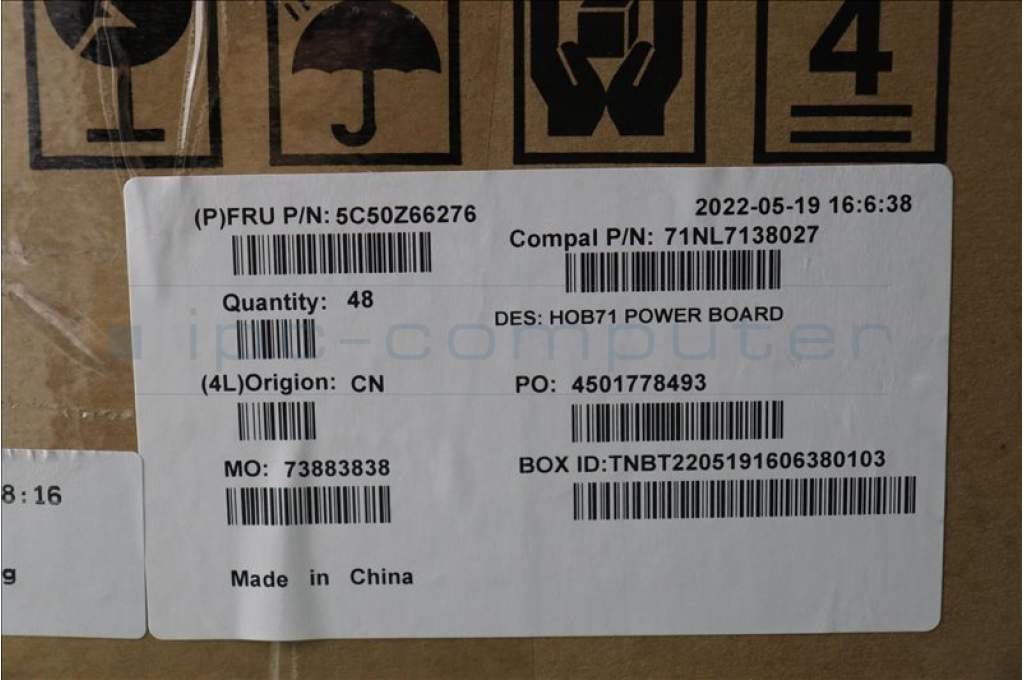 4
(P)FRU P/N: 5C50Z66276
2022-05-19 16:6:38
Compal P/N: 71NL7138027
Quantity: 48
DES: HOB71 POWER BOARD
ipc-computer
(4L)Origion: CN
PO: 4501778493
MO: 73883838
BOX ID:TNBT2205191606380103
8:16
g
Made in China